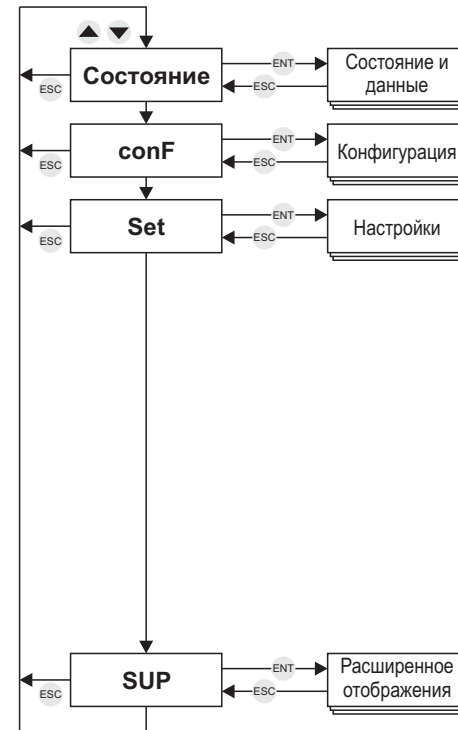 ENT
Состояние
Состояние и
данные
ESC
ESC
ENT
conF
Конфигурация
ESC
ESC
ENT
Set
Настройки
ESC
ESC
ENT
SUP
Расширенное
отображения
ESC
ESC